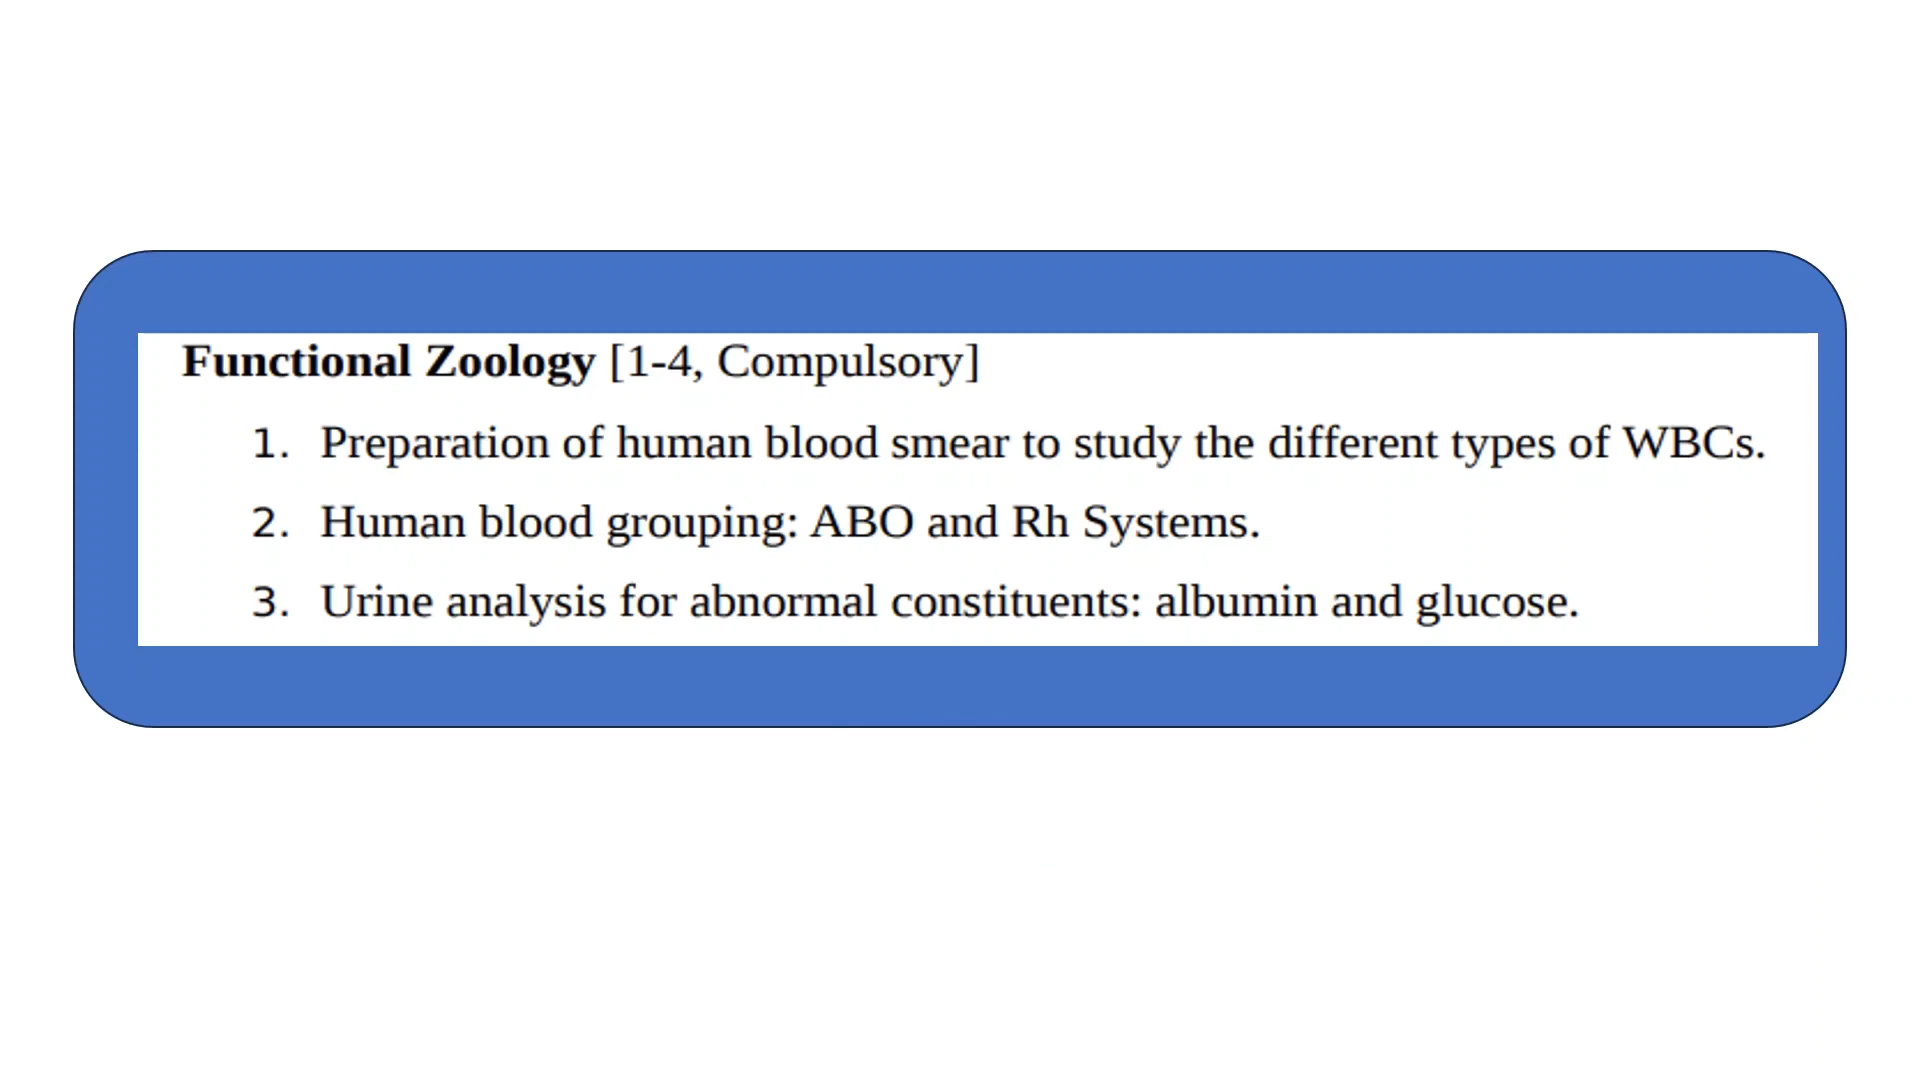 Functional Zoology [1-4, Compulsory]
1. Preparation of human blood smear to study the different types of WBCs.
2. Human blood grouping: ABO and Rh Systems.
3. Urine analysis for abnormal constituents: albumin and glucose.